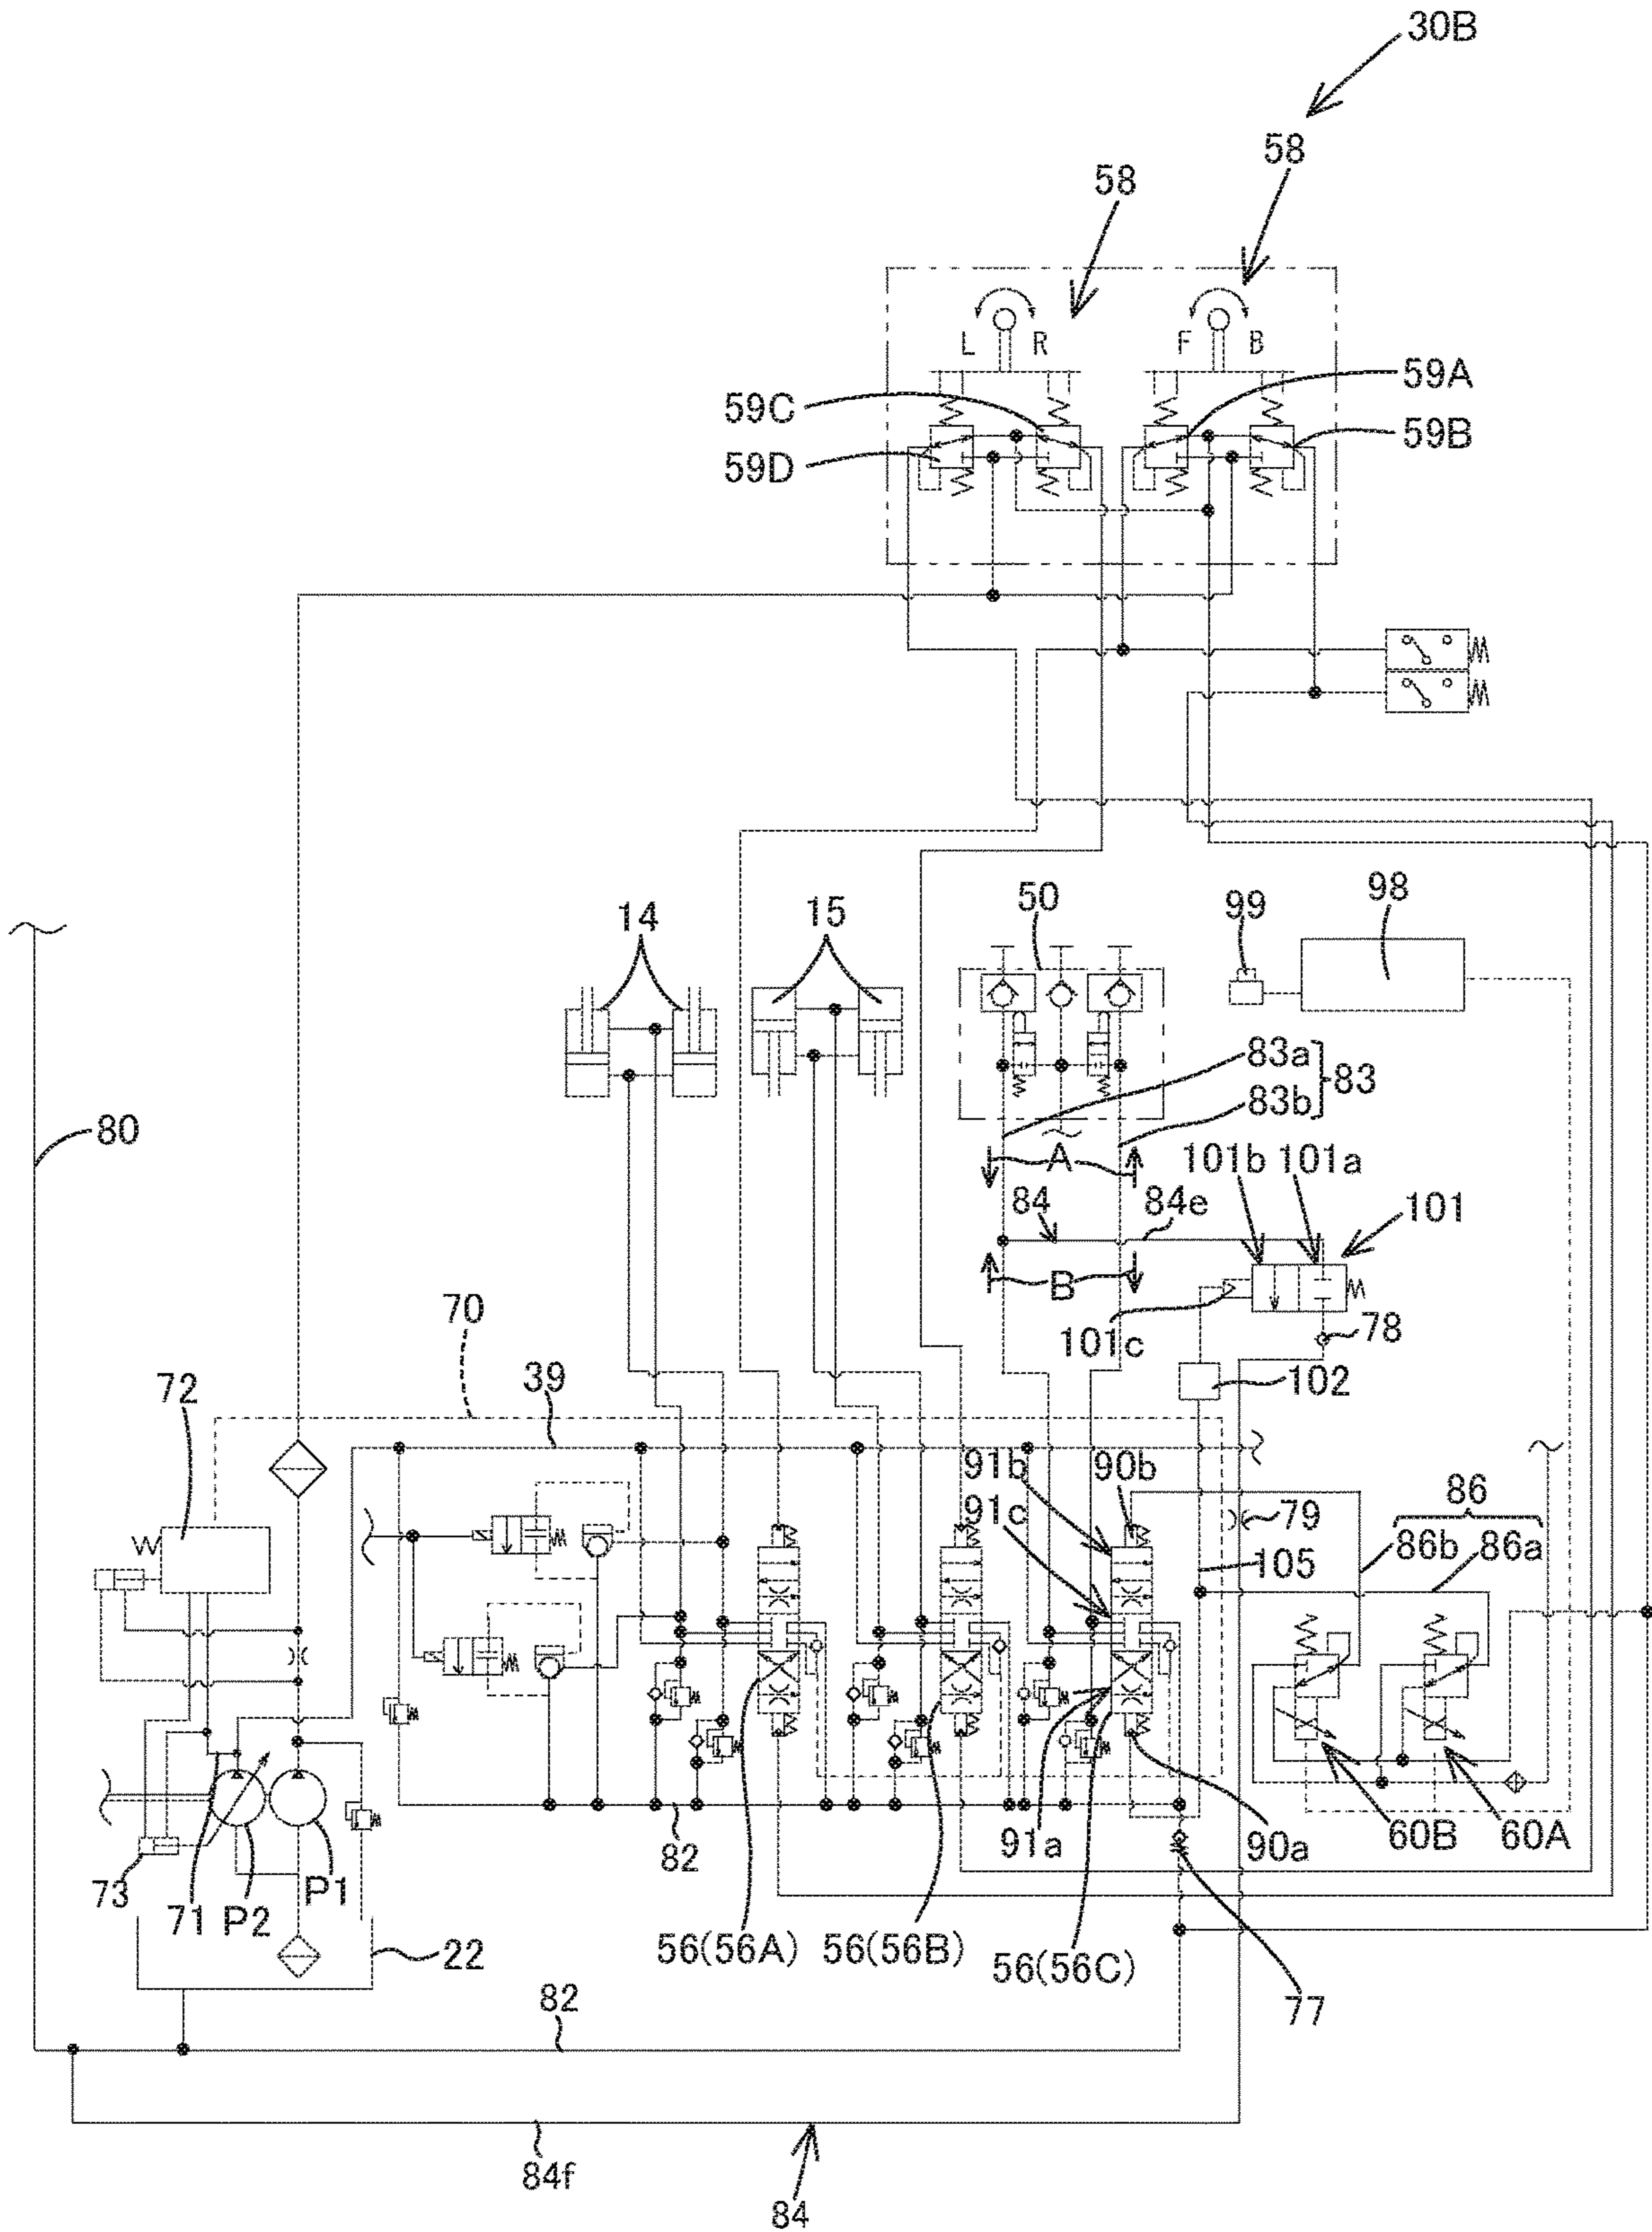 30B
58
58
L R F B
59A
59C
59B
59D
50
99
98
14
15
83a
83
83b
80
A
101b 101a
84
84e
101
B
70
78
101c
72
39
102
91b
90b
86
91c
79
86b 86a
105
82
91a
90a
60B
60A
73
71 P2
P1
56(56A)
56(56B)
56(56C)
22
77
82
84f
84